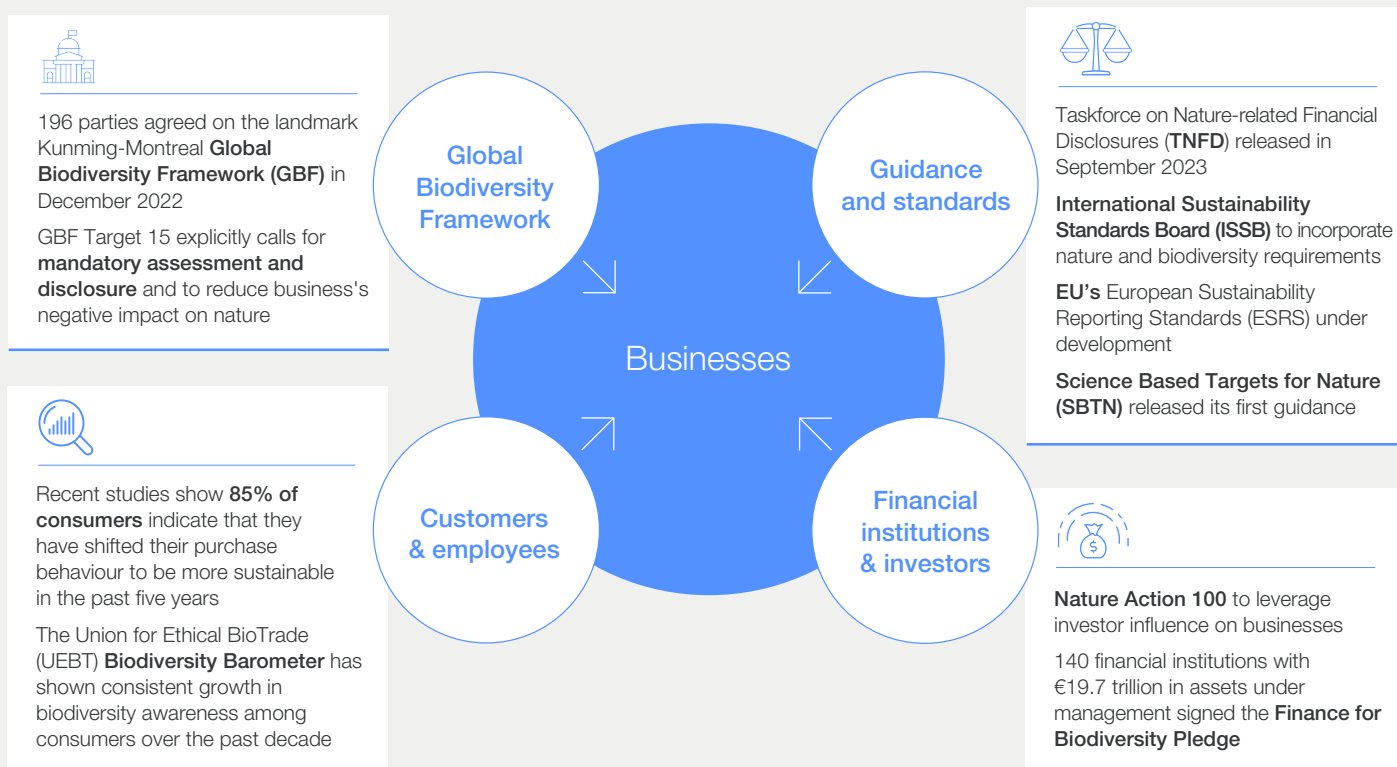 196 parties agreed on the landmark
Kunming-Montreal Global
Biodiversity Framework (GBF) in
December 2022
GBF Target 15 explicitly calls for
mandatory assessment and
disclosure and to reduce business's
negative impact on nature
Global
Biodiversity
Framework
Guidance
and standards
Taskforce on Nature-related Financial
Disclosures (TNFD) released in
September 2023
International Sustainability
Standards Board (ISSB) to incorporate
nature and biodiversity requirements
EU’s European Sustainability
Reporting Standards (ESRS) under
development
Science Based Targets for Nature
(SBTN) released its first guidance
Businesses
Recent studies show 85% of
consumers indicate that they
have shifted their purchase
behaviour to be more sustainable
in the past five years
The Union for Ethical BioTrade
(UEBT) Biodiversity Barometer has
shown consistent growth in
biodiversity awareness among
consumers over the past decade
Customers
& employees
Financial
institutions
& investors
$
Nature Action 100 to leverage
investor influence on businesses
140 financial institutions with
€19.7 trillion in assets under
management signed the Finance for
Biodiversity Pledge